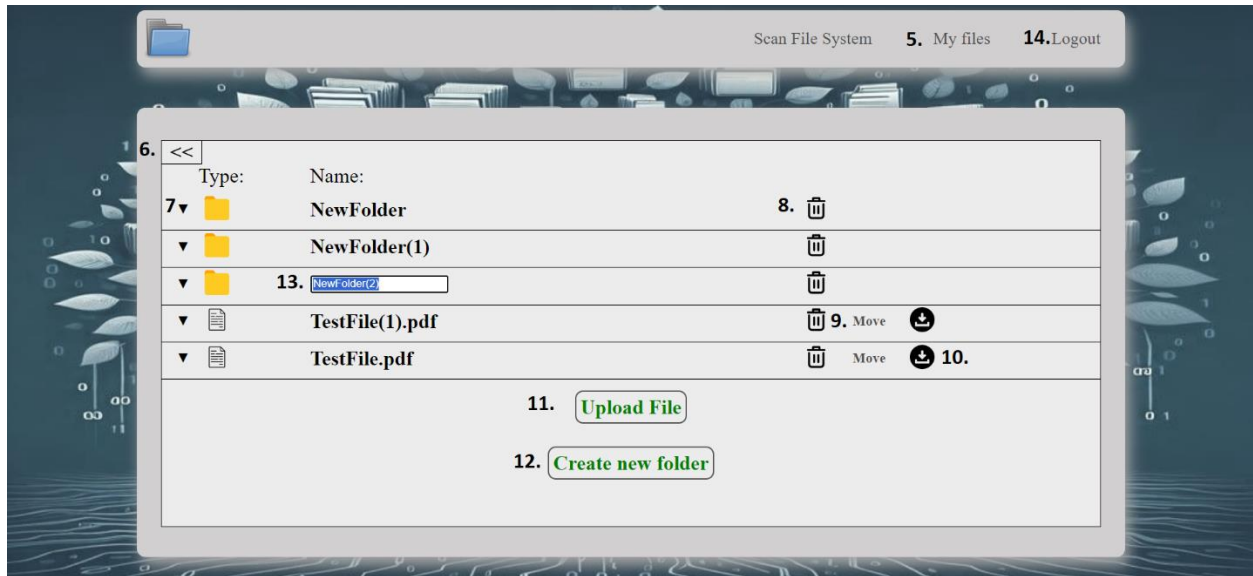 Scan File System 5. My files 14. Logout
6. <<
Type: Name:
7 ▼ NewFolder 8.
▼ NewFolder(1)
▼ 13. NewFolder(2)
▼ TestFile(1).pdf 9. Move
▼ TestFile.pdf Move 10.
11. Upload File
12. Create new folder